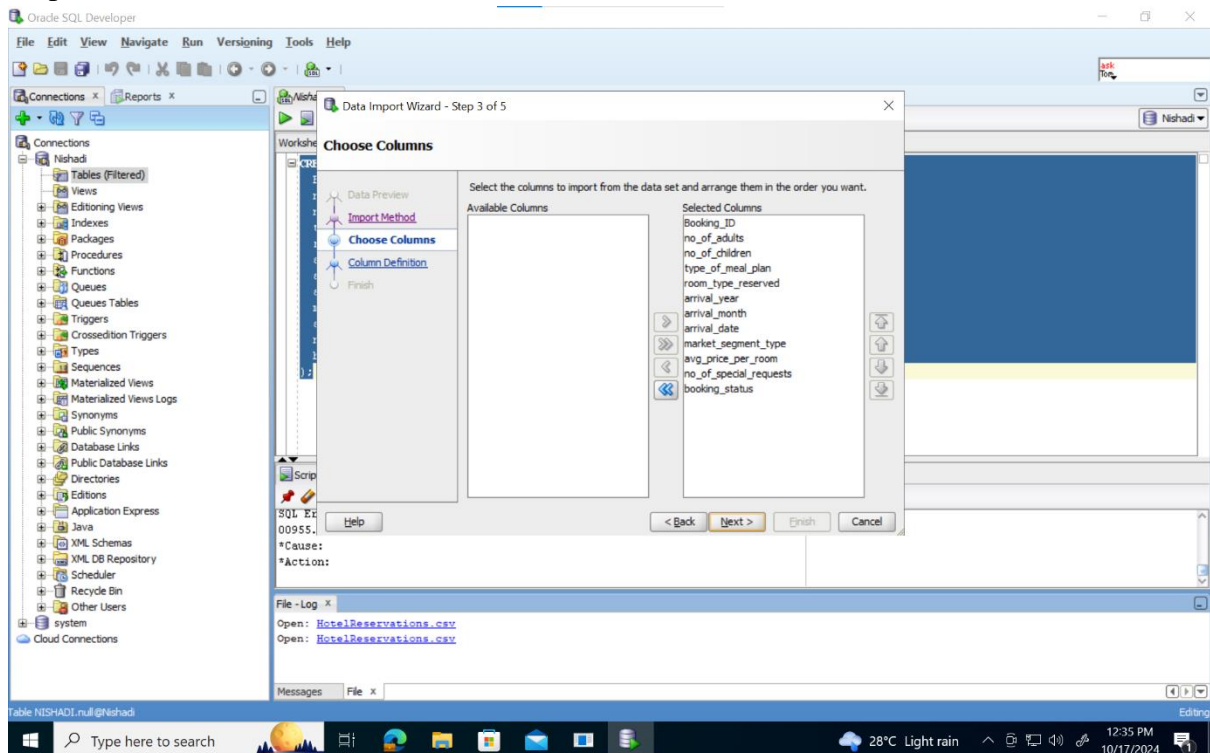 Oracle SQL Developer
File Edit View Navigate Run Versioning Tools Help
ask
Tom
Connections Reports
Nishadi
Connections
Nishadi
Tables (Filtered)
Views
Editioning Views
Indexes
Packages
Procedures
Functions
Queues
Queues Tables
Triggers
Crossedition Triggers
Types
Sequences
Materialized Views
Materialized Views Logs
Synonyms
Public Synonyms
Database Links
Public Database Links
Directories
Editions
Application Express
Java
XML Schemas
XML DB Repository
Scheduler
Recycle Bin
Other Users
system
Cloud Connections
Data Import Wizard - Step 3 of 5
Choose Columns
Data Preview
Import Method
Choose Columns
Column Definition
Finish
Select the columns to import from the data set and arrange them in the order you want.
Available Columns
Selected Columns
Booking_ID
no_of_adults
no_of_children
type_of_meal_plan
room_type_reserved
arrival_year
arrival_month
arrival_date
market_segment_type
avg_price_per_room
no_of_special_requests
booking_status
Help < Back Next > Finish Cancel
);
00955.
*Cause:
*Action:
File - Log
Open: HotelReservations.csv
Open: HotelReservations.csv
Messages File
Table NISHADI.null@Nishadi Editing
Type here to search 28°C Light rain 12:35 PM
10/17/2024